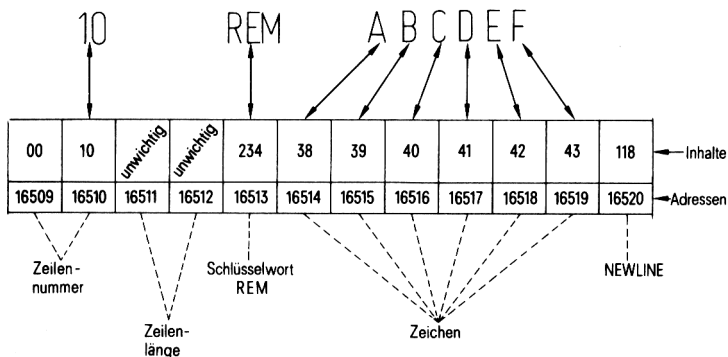 10 REM A B C D E F
00 10 unwichtig unwichtig 234 38 39 40 41 42 43 118 Inhalte
16509 16510 16511 16512 16513 16514 16515 16516 16517 16518 16519 16520 Adressen
Zeilen-
nummer
Zeilen-
länge
Schlüsselwort
REM
Zeichen
NEWLINE